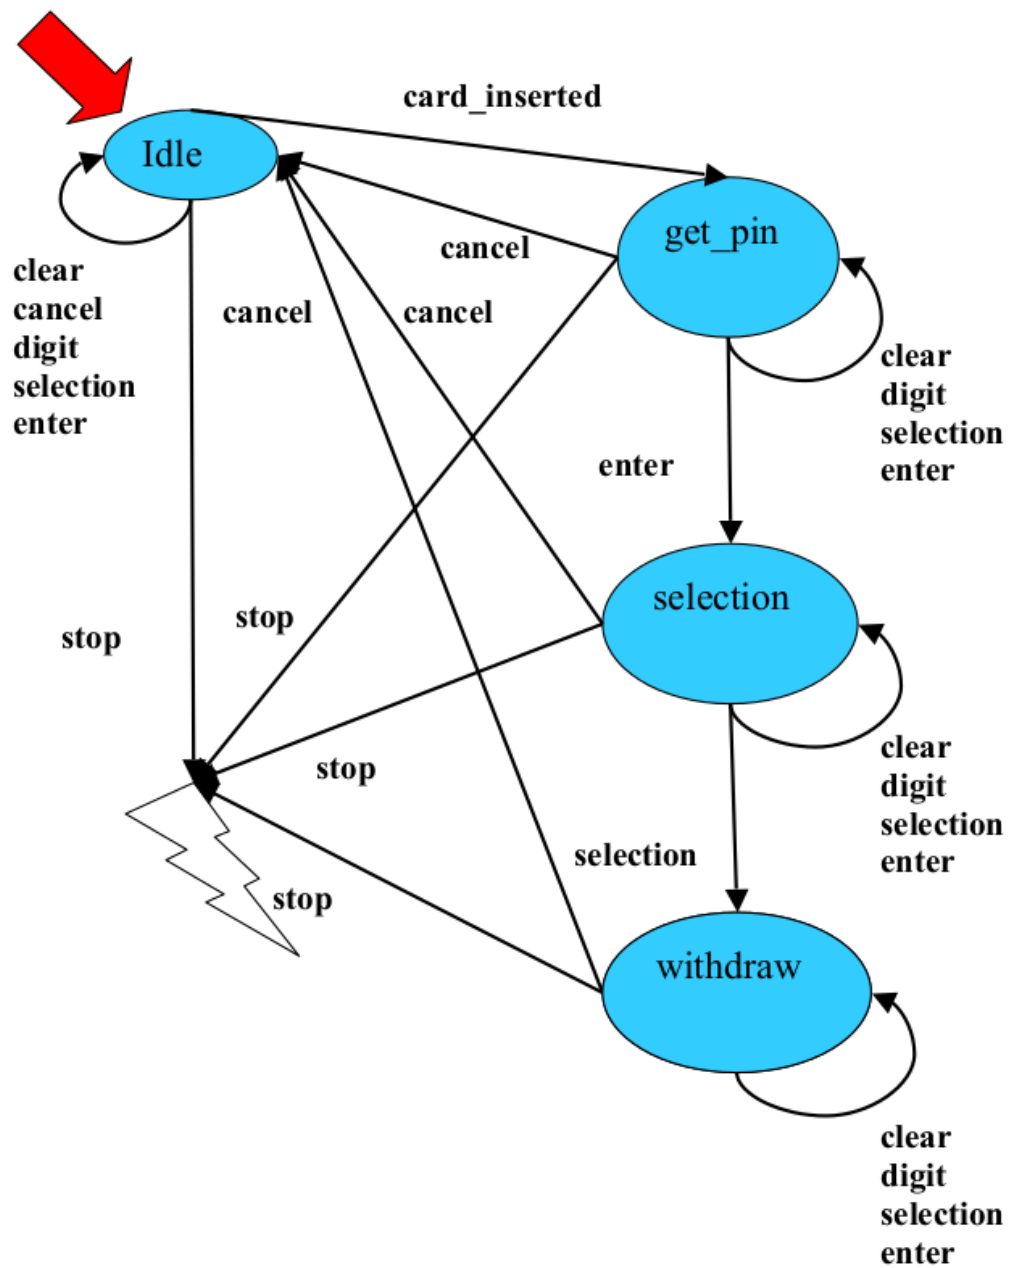 card_inserted
Idle
get_pin
cancel
clear
cancel
digit
selection
enter
cancel
cancel
clear
digit
selection
enter
enter
selection
stop
stop
stop
clear
digit
selection
enter
selection
stop
withdraw
clear
digit
selection
enter